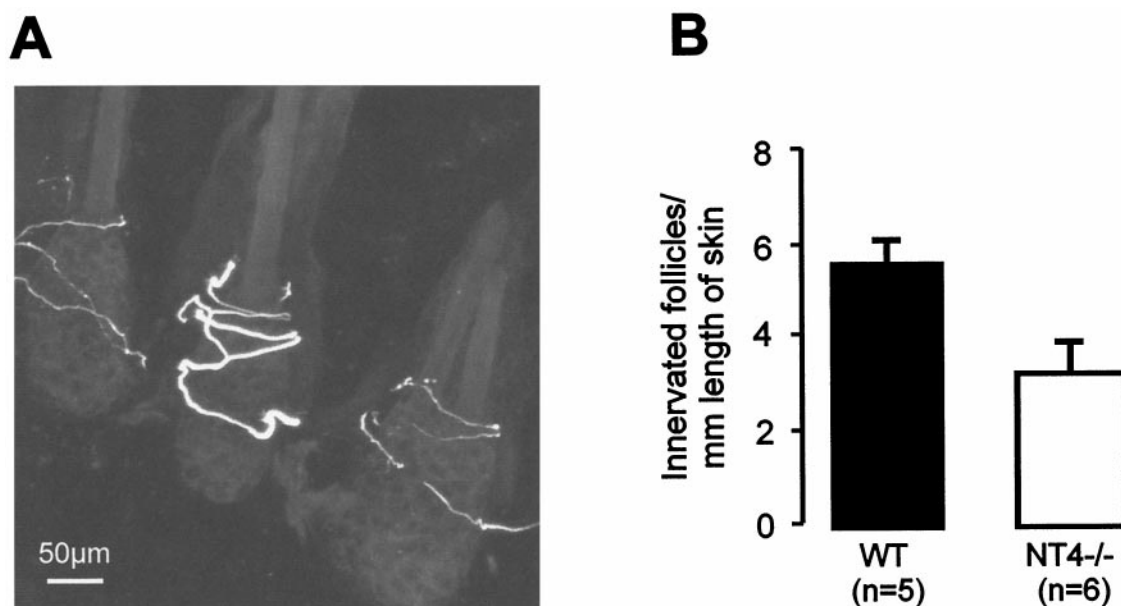 A
50μm
B
Innervated follicles/
mm length of skin
8
6
4
2
0
WT
(n=5)
NT4-/-
(n=6)